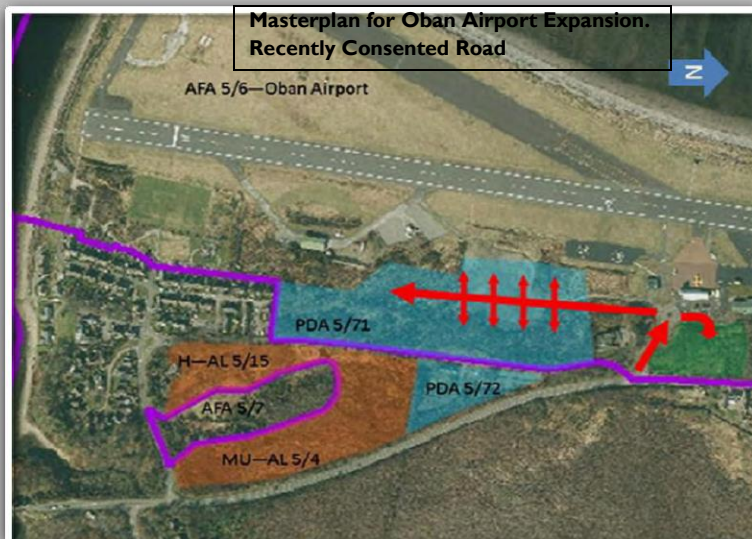 Masterplan for Oban Airport Expansion.
Recently Consented Road
N
AFA 5/6—Oban Airport
PDA 5/71
H—AL 5/15
PDA 5/72
AFA 5/7
MU—AL 5/4